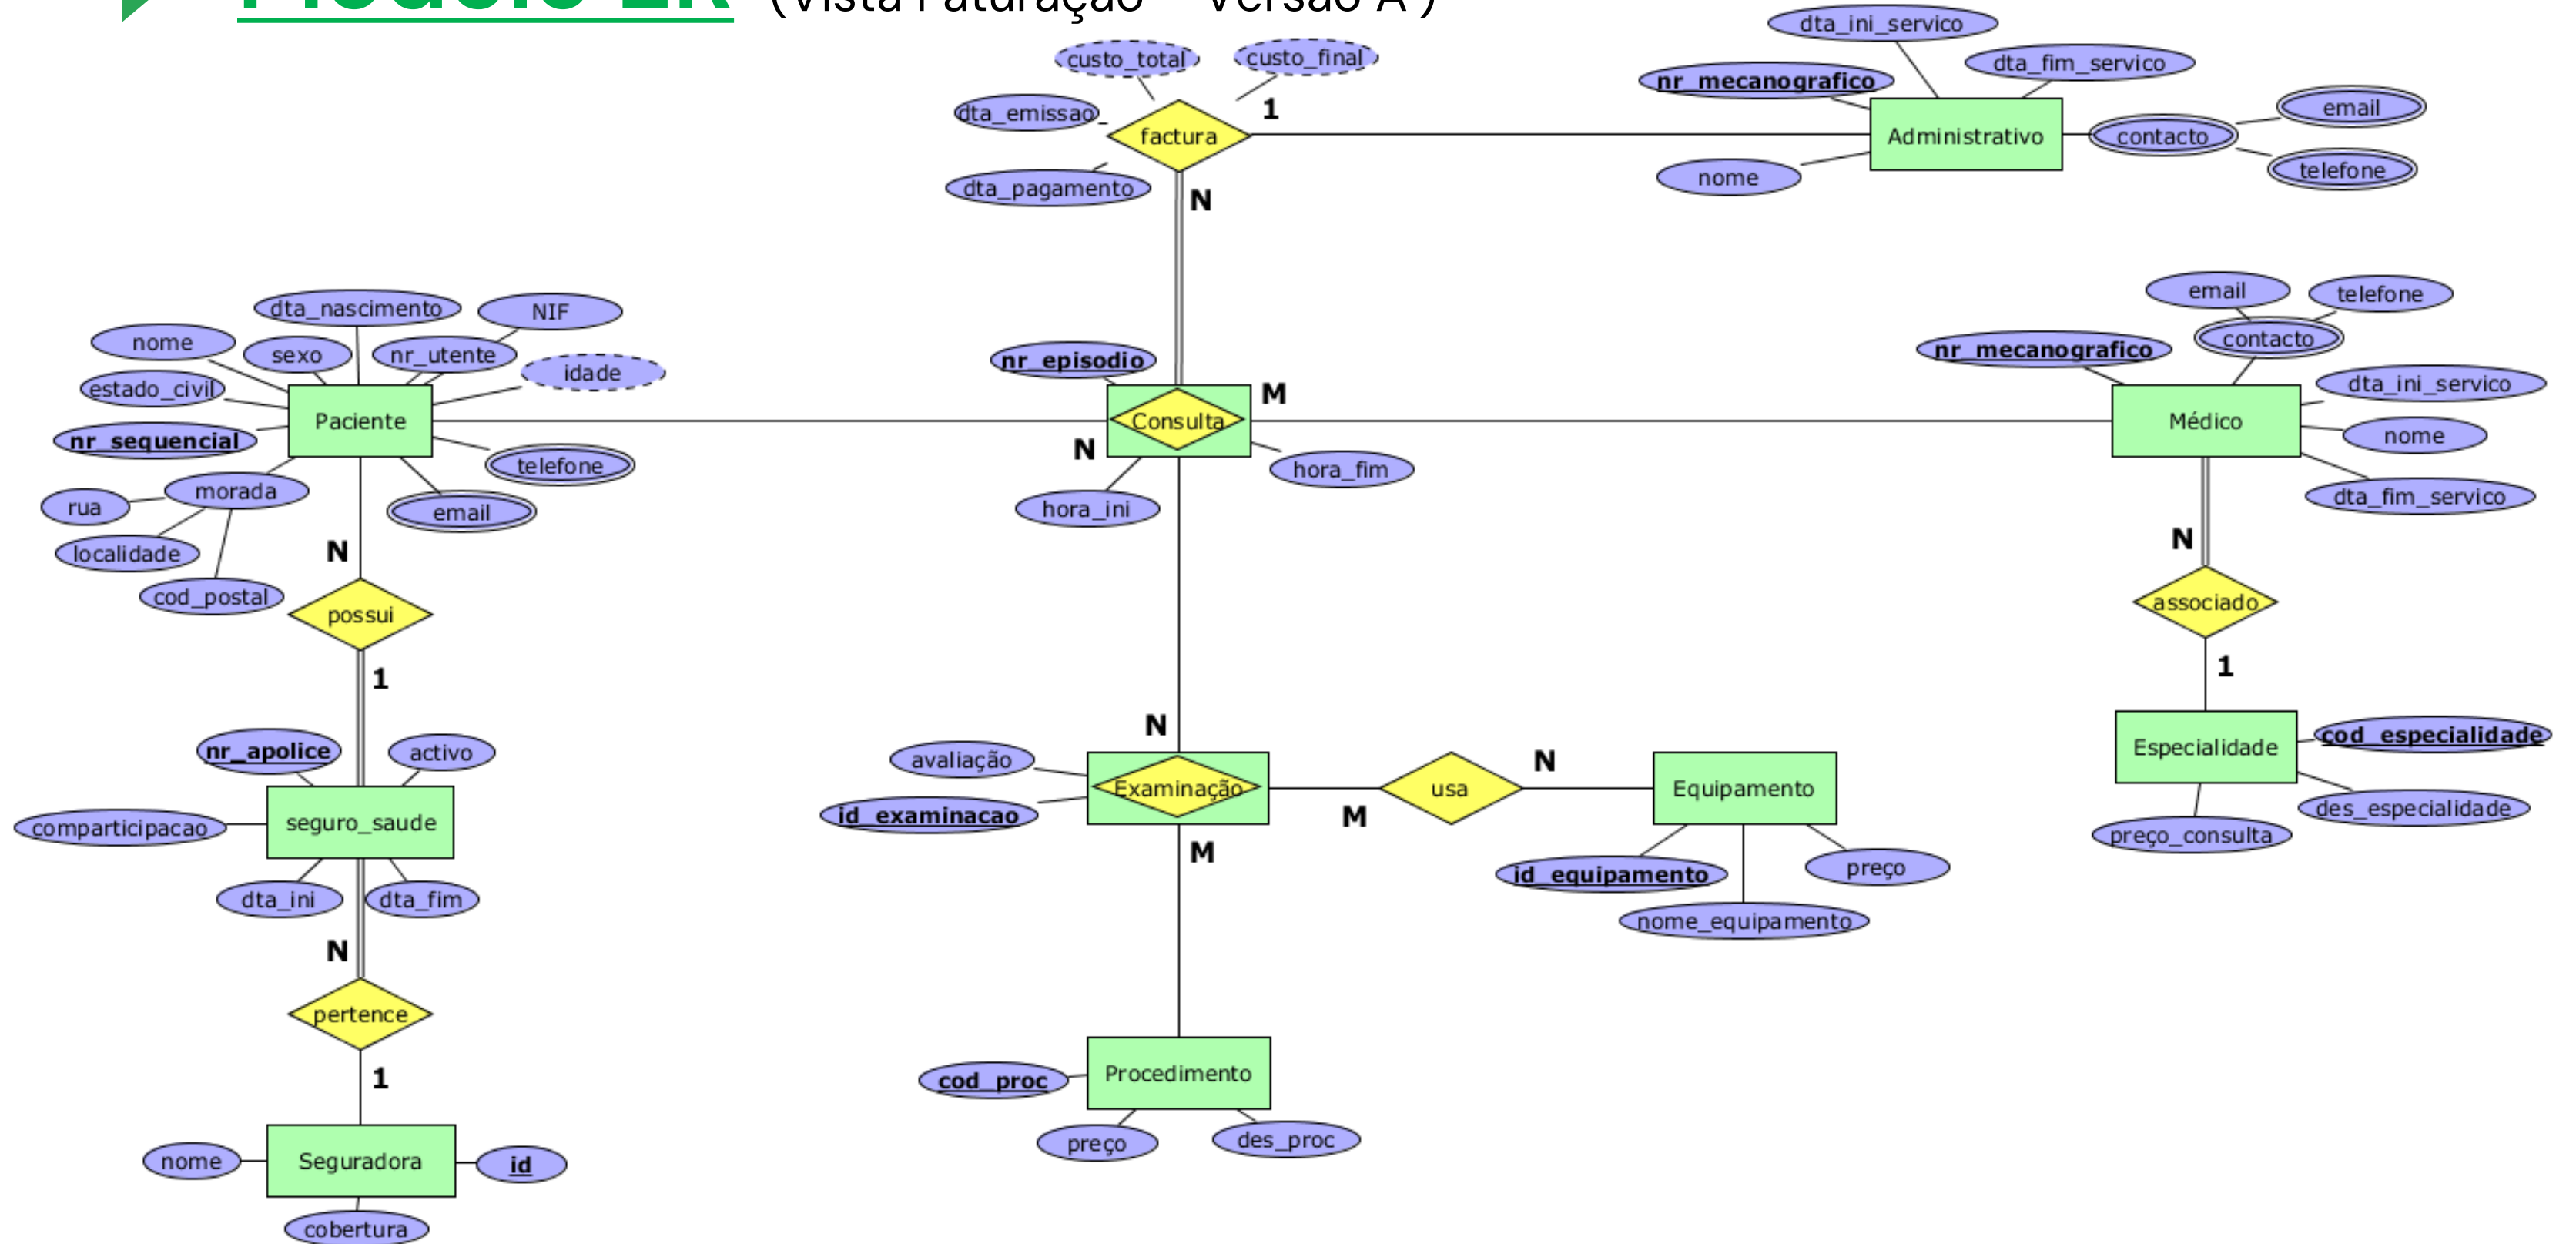 Modelo ER (Vista Faturação - Versão A )
custo_total
custo_final
dta_emissao
1
factura
dta_pagamento
N
dta_ini_servico
dta_fim_servico
nr_mecanografico
Administrativo
contacto
email
telefone
nome
dta_nascimento
NIF
nome
sexo
nr_utente
idade
estado_civil
Paciente
nr_sequencial
telefone
morada
email
rua
localidade
cod_postal
nr_episodio
M
Consulta
N
hora_fim
hora_ini
email
telefone
contacto
nr_mecanografico
dta_ini_servico
Médico
nome
dta_fim_servico
N
possui
1
N
associado
1
nr_apolice
activo
seguro_saude
comparticipacao
dta_ini
dta_fim
N
pertence
1
Seguradora
nome
id
cobertura
N
avaliação
Examinação
id_examinacao
M
usa
N
M
Equipamento
id_equipamento
preço
nome_equipamento
Especialidade
cod_especialidade
des_especialidade
preço_consulta
Procedimento
cod_proc
preço
des_proc